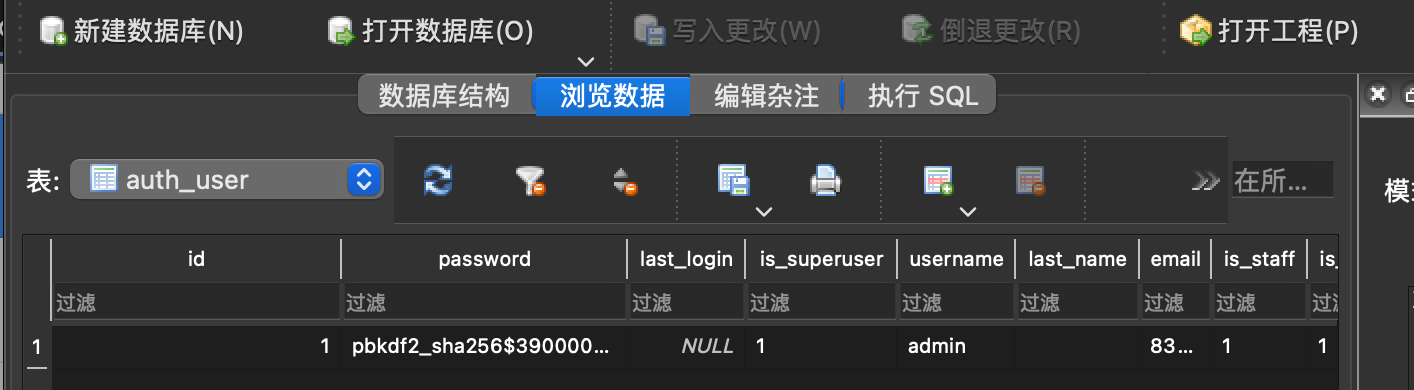 新建数据库(N) 打开数据库(O) 写入更改(W) 倒退更改(R) 打开工程(P)
数据库结构 浏览数据 编辑杂注 执行 SQL
表: auth_user 在所...
id password last_login is_superuser username last_name email is_staff is_
过滤 过滤 过滤 过滤 过滤 过滤 过滤 过滤 过滤
1 1 pbkdf2_sha256$390000... NULL 1 admin 83... 1 1